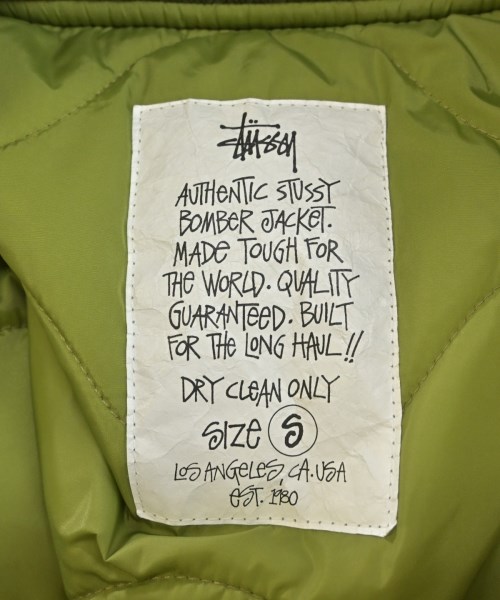 Stüssy
AUTHENTIC STUSSY
BOMBER JACKET.
MADE TOUGH FOR
THE WORLD. QUALITY
GUARANTEED. BUILT
FOR THE LONG HAUL!!
DRY CLEAN ONLY
SIZE S
LOS ANGELES, CA. USA
EST. 1980